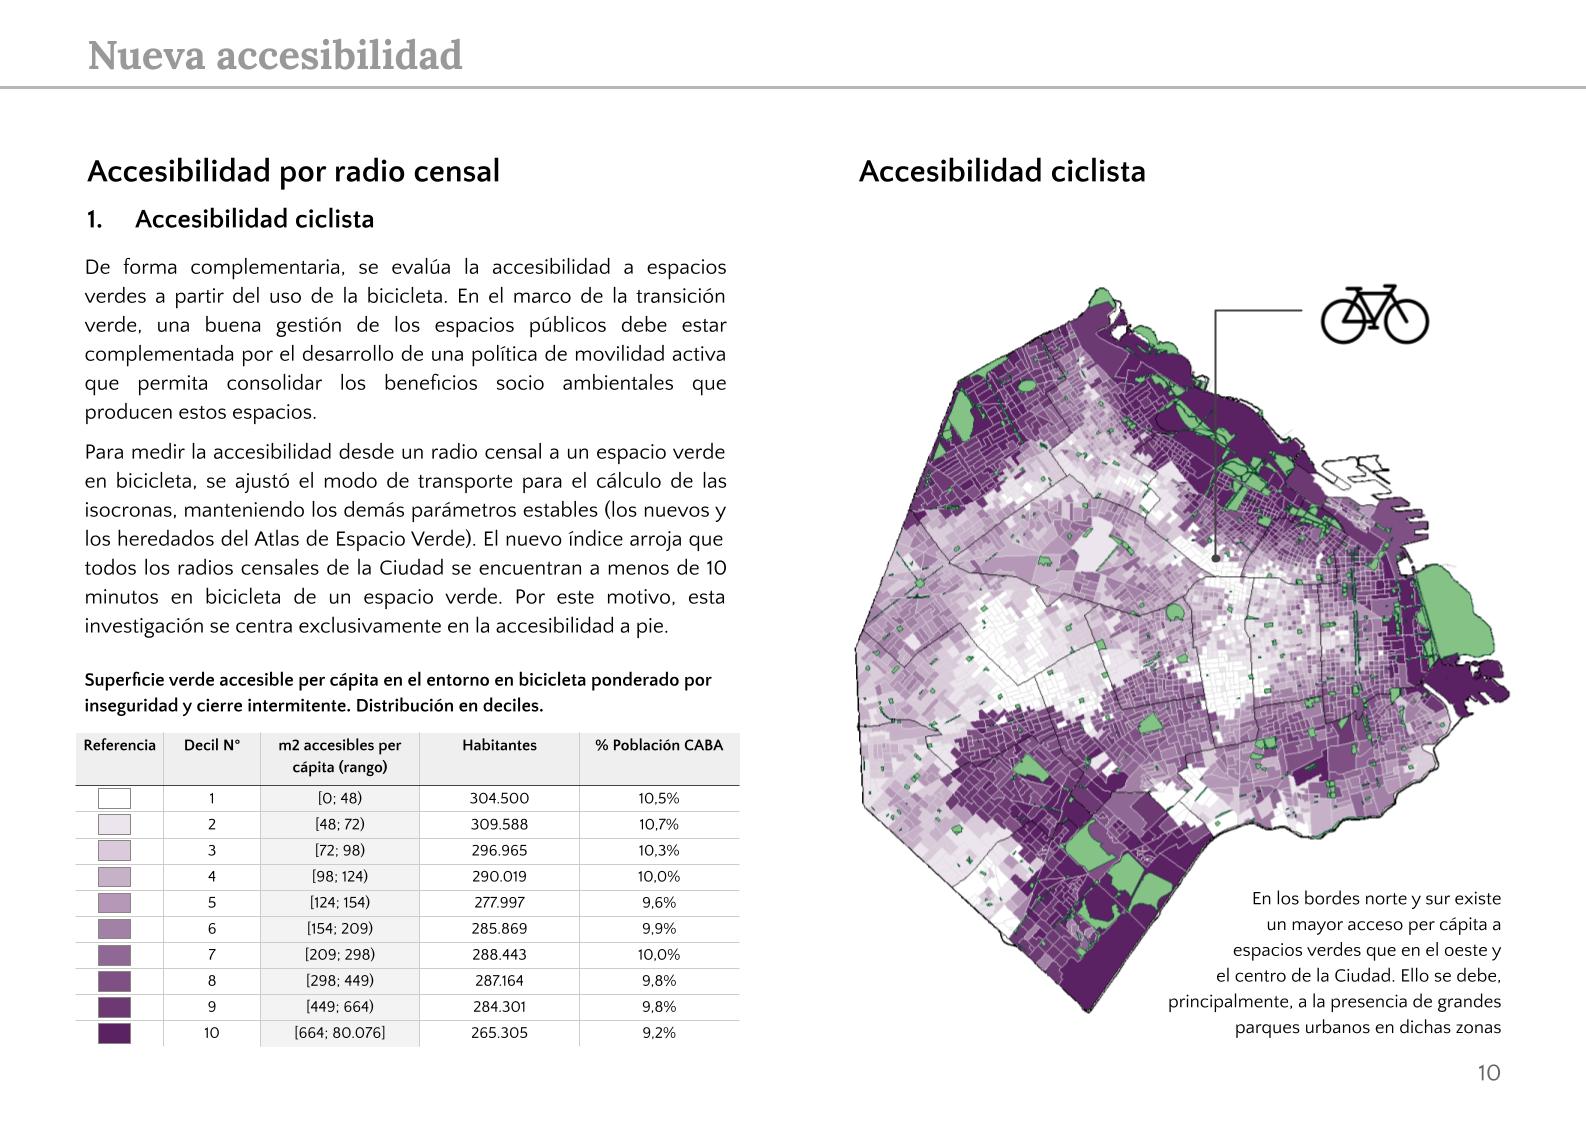 Nueva accesibilidad
Accesibilidad por radio censal
1. Accesibilidad ciclista
De forma complementaria, se evalúa la accesibilidad a espacios
verdes a partir del uso de la bicicleta. En el marco de la transición
verde, una buena gestión de los espacios públicos debe estar
complementada por el desarrollo de una política de movilidad activa
que permita consolidar los beneficios socio ambientales que
producen estos espacios.
Para medir la accesibilidad desde un radio censal a un espacio verde
en bicicleta, se ajustó el modo de transporte para el cálculo de las
isocronas, manteniendo los demás parámetros estables (los nuevos y
los heredados del Atlas de Espacio Verde). El nuevo índice arroja que
todos los radios censales de la Ciudad se encuentran a menos de 10
minutos en bicicleta de un espacio verde. Por este motivo, esta
investigación se centra exclusivamente en la accesibilidad a pie.
Superficie verde accesible per cápita en el entorno en bicicleta ponderado por
inseguridad y cierre intermitente. Distribución en deciles.
Referencia Decil N° m2 accesibles per Habitantes % Población CABA
cápita (rango)
1 [0; 48) 304.500 10,5%
2 [48; 72) 309.588 10,7%
3 [72; 98) 296.965 10,3%
4 [98; 124) 290.019 10,0%
5 [124; 154) 277.997 9,6%
6 [154; 209) 285.869 9,9%
7 [209; 298) 288.443 10,0%
8 [298; 449) 287.164 9,8%
9 [449; 664) 284.301 9,8%
10 [664; 80.076] 265.305 9,2%
Accesibilidad ciclista
En los bordes norte y sur existe
un mayor acceso per cápita a
espacios verdes que en el oeste y
el centro de la Ciudad. Ello se debe,
principalmente, a la presencia de grandes
parques urbanos en dichas zonas
10